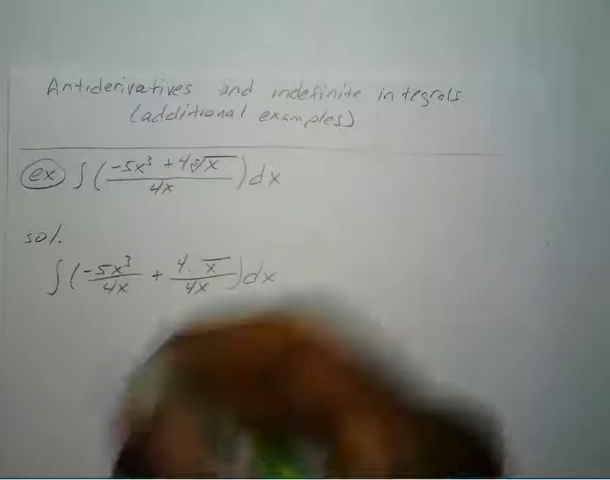 Antiderivatives and indefinite integrals
(additional examples)
ex ∫ (-5x³ + 4∛x / 4x) dx
sol.
∫ (-5x³/4x + 4·√x/4x) dx